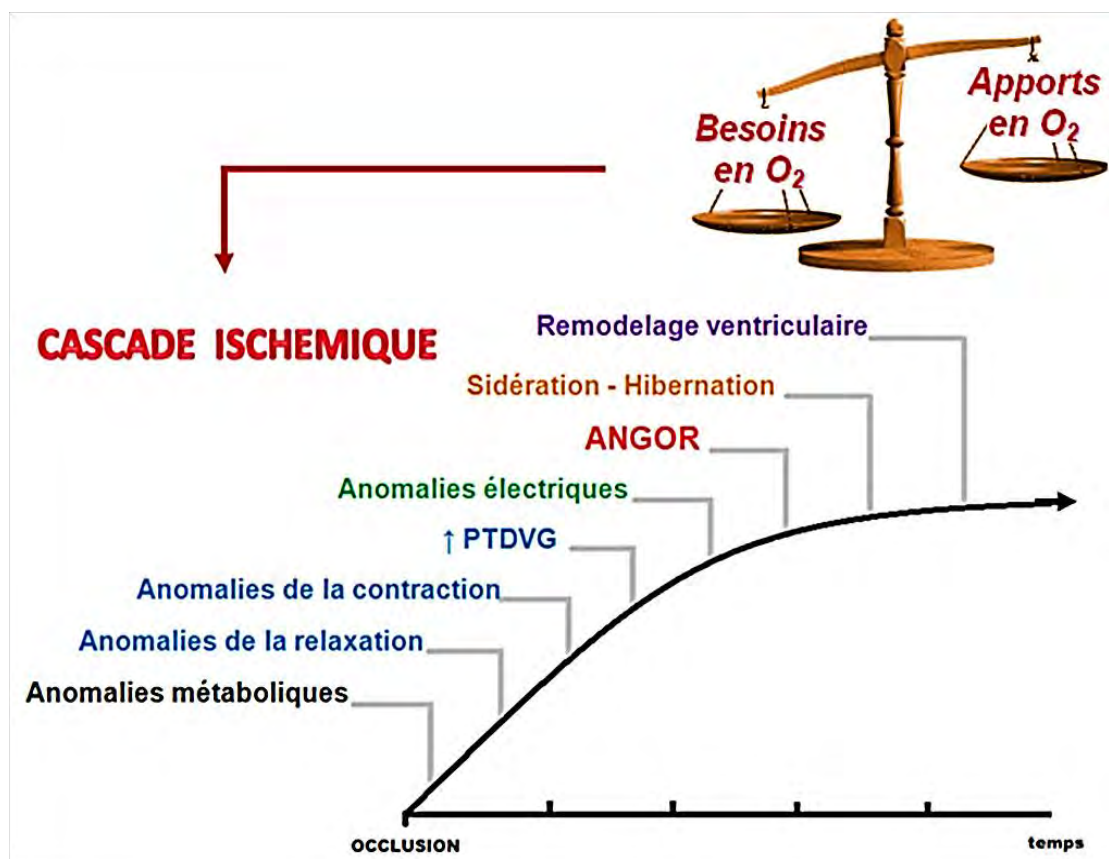 Besoins
en O₂
Apports
en O₂
CASCADE ISCHEMIQUE
Remodelage ventriculaire
Sidération - Hibernation
ANGOR
Anomalies électriques
↑ PTDVG
Anomalies de la contraction
Anomalies de la relaxation
Anomalies métaboliques
OCCLUSION
temps